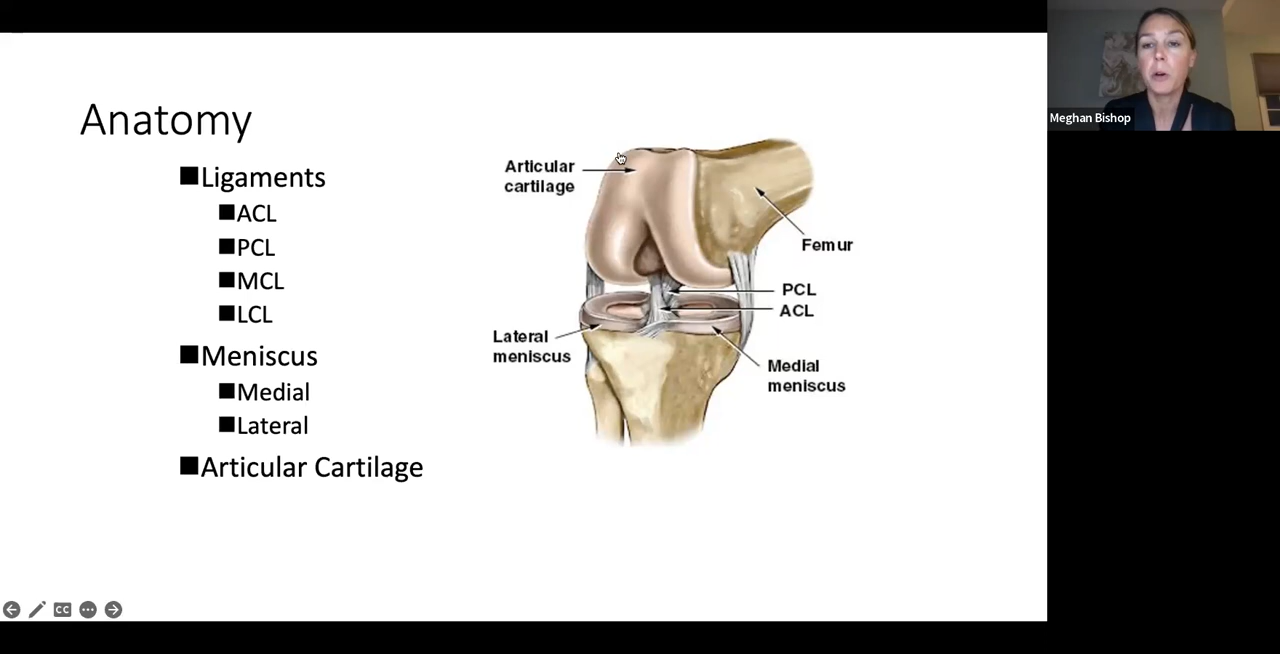 Anatomy
Ligaments
ACL
PCL
MCL
LCL
Meniscus
Medial
Lateral
Articular Cartilage
Articular
cartilage
Femur
PCL
ACL
Lateral
meniscus
Medial
meniscus
CC
Meghan Bishop